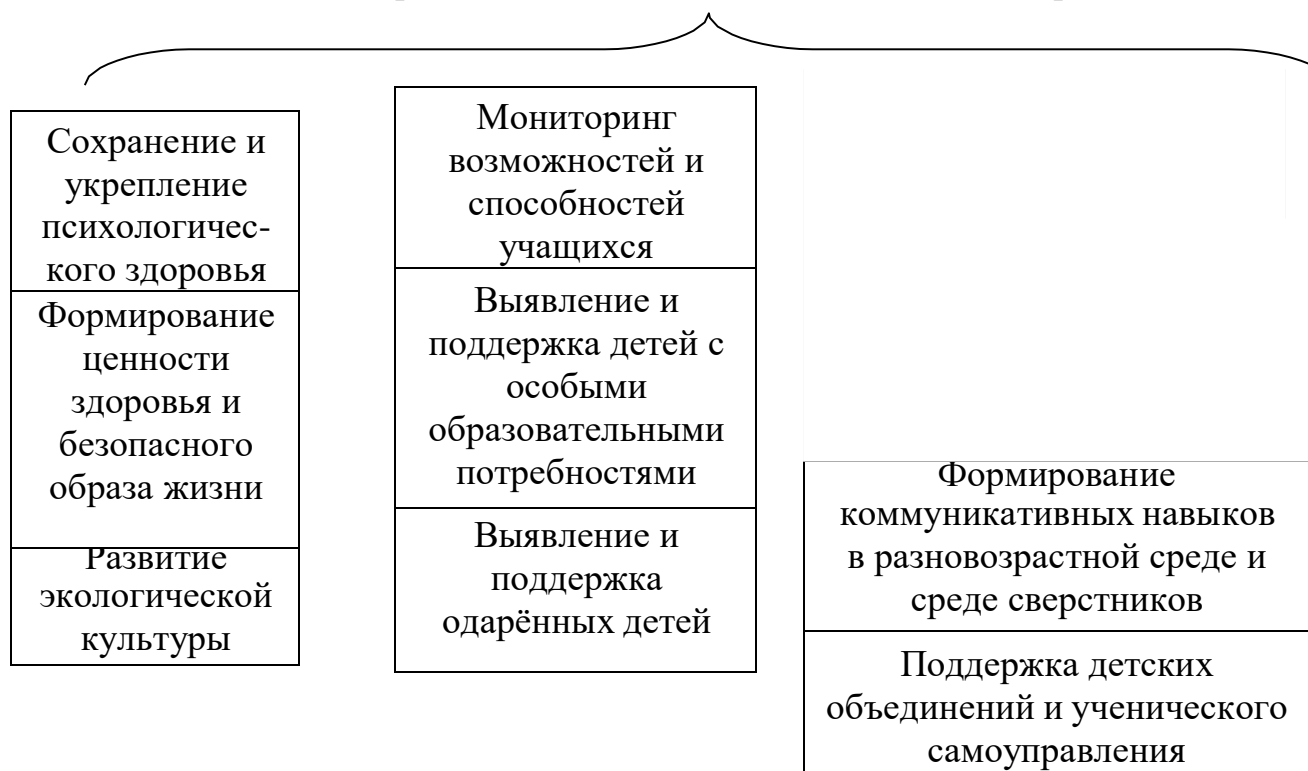 Сохранение и
укрепление
психологичес-
кого здоровья
Формирование
ценности
здоровья и
безопасного
образа жизни
Развитие
экологической
культуры
Мониторинг
возможностей и
способностей
учащихся
Выявление и
поддержка детей с
особыми
образовательными
потребностями
Выявление и
поддержка
одарённых детей
Формирование
коммуникативных навыков
в разновозрастной среде и
среде сверстников
Поддержка детских
объединений и ученического
самоуправления